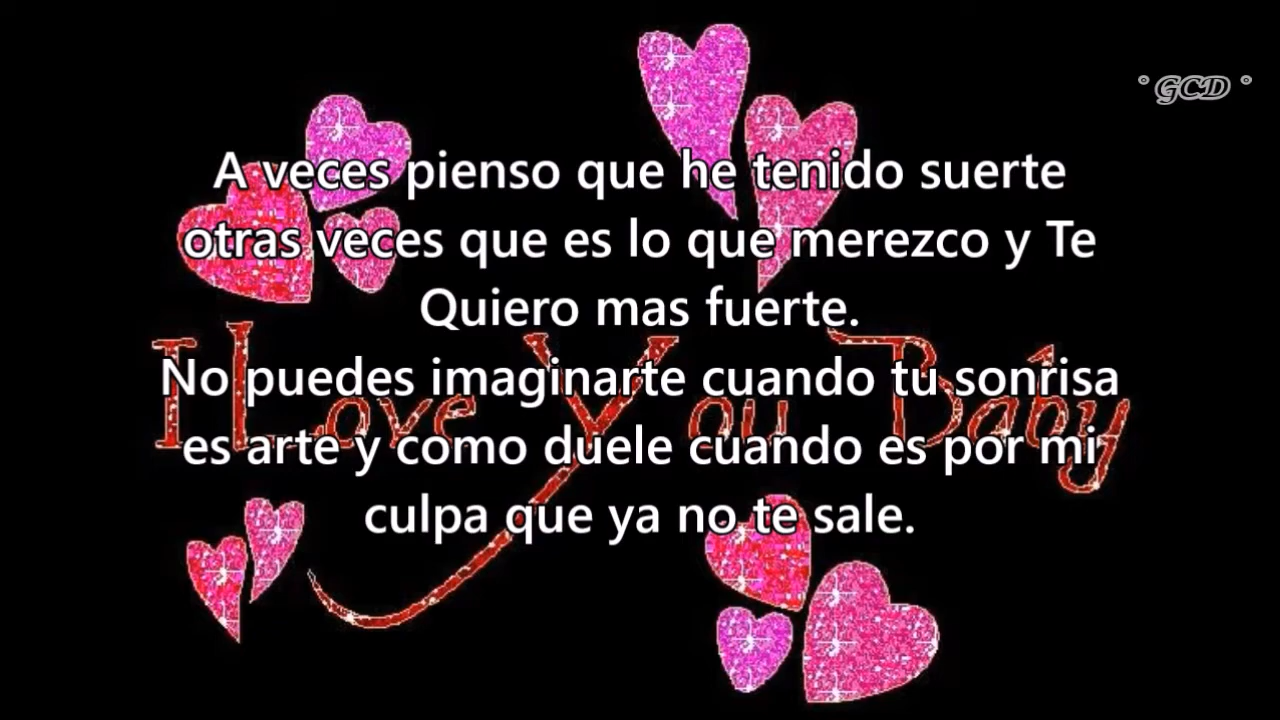 ° GCD °
A veces pienso que he tenido suerte
otras veces que es lo que merezco y Te
Quiero mas fuerte.
No puedes imaginarte cuando tu sonrisa
I Love You Baby
es arte y como duele cuando es por mi
culpa que ya no te sale.